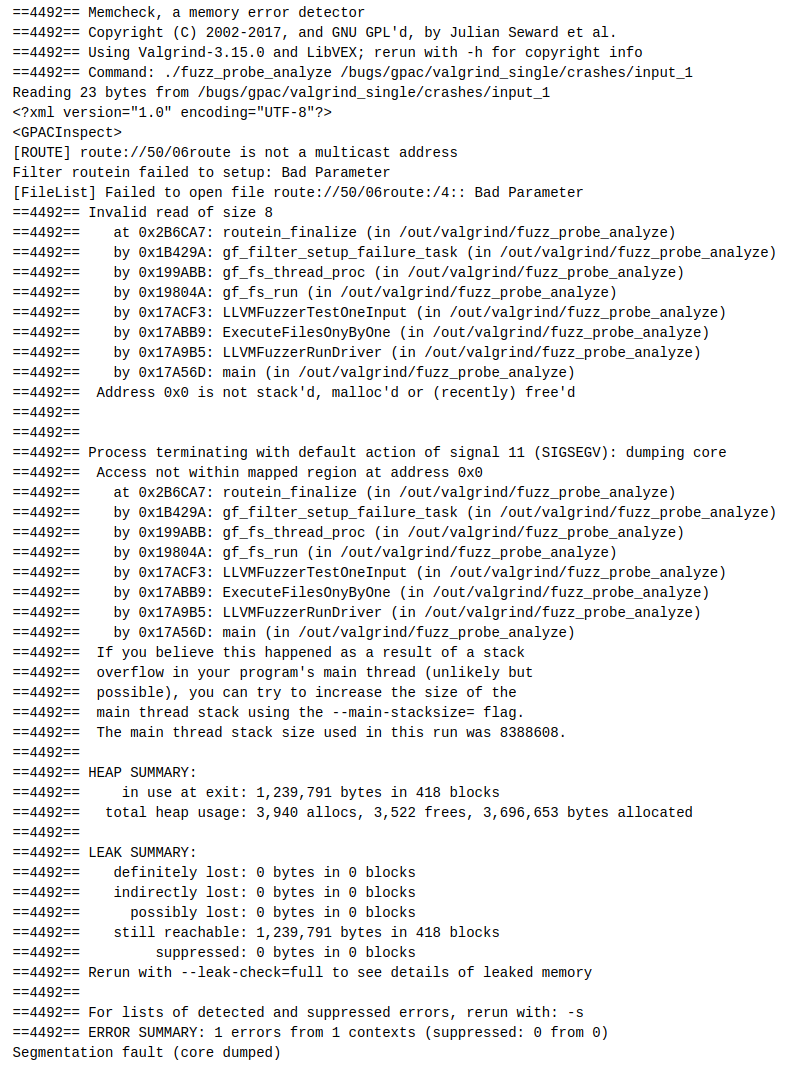 ==4492== Memcheck, a memory error detector
==4492== Copyright (C) 2002-2017, and GNU GPL'd, by Julian Seward et al.
==4492== Using Valgrind-3.15.0 and LibVEX; rerun with -h for copyright info
==4492== Command: ./fuzz_probe_analyze /bugs/gpac/valgrind_single/crashes/input_1
Reading 23 bytes from /bugs/gpac/valgrind_single/crashes/input_1
<?xml version="1.0" encoding="UTF-8"?>
<GPACInspect>
[ROUTE] route://50/06route is not a multicast address
Filter routein failed to setup: Bad Parameter
[FileList] Failed to open file route://50/06route:/4:: Bad Parameter
==4492== Invalid read of size 8
==4492==    at 0x2B6CA7: routein_finalize (in /out/valgrind/fuzz_probe_analyze)
==4492==    by 0x1B429A: gf_filter_setup_failure_task (in /out/valgrind/fuzz_probe_analyze)
==4492==    by 0x199ABB: gf_fs_thread_proc (in /out/valgrind/fuzz_probe_analyze)
==4492==    by 0x19804A: gf_fs_run (in /out/valgrind/fuzz_probe_analyze)
==4492==    by 0x17ACF3: LLVMFuzzerTestOneInput (in /out/valgrind/fuzz_probe_analyze)
==4492==    by 0x17ABB9: ExecuteFilesOnyByOne (in /out/valgrind/fuzz_probe_analyze)
==4492==    by 0x17A9B5: LLVMFuzzerRunDriver (in /out/valgrind/fuzz_probe_analyze)
==4492==    by 0x17A56D: main (in /out/valgrind/fuzz_probe_analyze)
==4492==  Address 0x0 is not stack'd, malloc'd or (recently) free'd
==4492==
==4492==
==4492== Process terminating with default action of signal 11 (SIGSEGV): dumping core
==4492==  Access not within mapped region at address 0x0
==4492==    at 0x2B6CA7: routein_finalize (in /out/valgrind/fuzz_probe_analyze)
==4492==    by 0x1B429A: gf_filter_setup_failure_task (in /out/valgrind/fuzz_probe_analyze)
==4492==    by 0x199ABB: gf_fs_thread_proc (in /out/valgrind/fuzz_probe_analyze)
==4492==    by 0x19804A: gf_fs_run (in /out/valgrind/fuzz_probe_analyze)
==4492==    by 0x17ACF3: LLVMFuzzerTestOneInput (in /out/valgrind/fuzz_probe_analyze)
==4492==    by 0x17ABB9: ExecuteFilesOnyByOne (in /out/valgrind/fuzz_probe_analyze)
==4492==    by 0x17A9B5: LLVMFuzzerRunDriver (in /out/valgrind/fuzz_probe_analyze)
==4492==    by 0x17A56D: main (in /out/valgrind/fuzz_probe_analyze)
==4492==  If you believe this happened as a result of a stack
==4492==  overflow in your program's main thread (unlikely but
==4492==  possible), you can try to increase the size of the
==4492==  main thread stack using the --main-stacksize= flag.
==4492==  The main thread stack size used in this run was 8388608.
==4492==
==4492== HEAP SUMMARY:
==4492==     in use at exit: 1,239,791 bytes in 418 blocks
==4492==   total heap usage: 3,940 allocs, 3,522 frees, 3,696,653 bytes allocated
==4492==
==4492== LEAK SUMMARY:
==4492==    definitely lost: 0 bytes in 0 blocks
==4492==    indirectly lost: 0 bytes in 0 blocks
==4492==      possibly lost: 0 bytes in 0 blocks
==4492==    still reachable: 1,239,791 bytes in 418 blocks
==4492==         suppressed: 0 bytes in 0 blocks
==4492== Rerun with --leak-check=full to see details of leaked memory
==4492==
==4492== For lists of detected and suppressed errors, rerun with: -s
==4492== ERROR SUMMARY: 1 errors from 1 contexts (suppressed: 0 from 0)
Segmentation fault (core dumped)